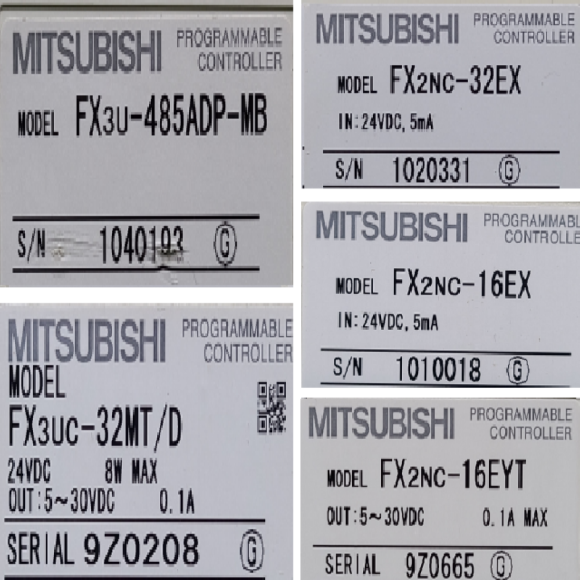 MITSUBISHI PROGRAMMABLE
CONTROLLER
MODEL FX3U-485ADP-MB
S/N 1040193 G
MITSUBISHI PROGRAMMABLE
CONTROLLER
MODEL
FX3UC-32MT/D
24VDC 8W MAX
OUT:5~30VDC 0.1A
SERIAL 9Z0208 G
MITSUBISHI PROGRAMMABLE
CONTROLLER
MODEL FX2NC-32EX
IN:24VDC, 5mA
S/N 1020331 G
MITSUBISHI PROGRAMMABL
CONTROLLE
MODEL FX2NC-16EX
IN:24VDC, 5mA
S/N 1010018 G
MITSUBISHI PROGRAMMABLE
CONTROLLER
MODEL FX2NC-16EYT
OUT:5~30VDC 0.1A MAX
SERIAL 9Z0665 G